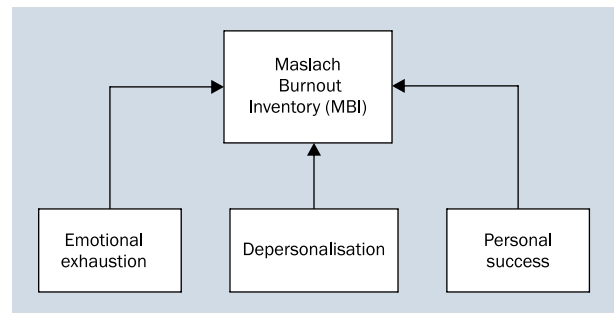 Maslach
Burnout
Inventory (MBI)
Emotional
exhaustion
Depersonalisation
Personal
success